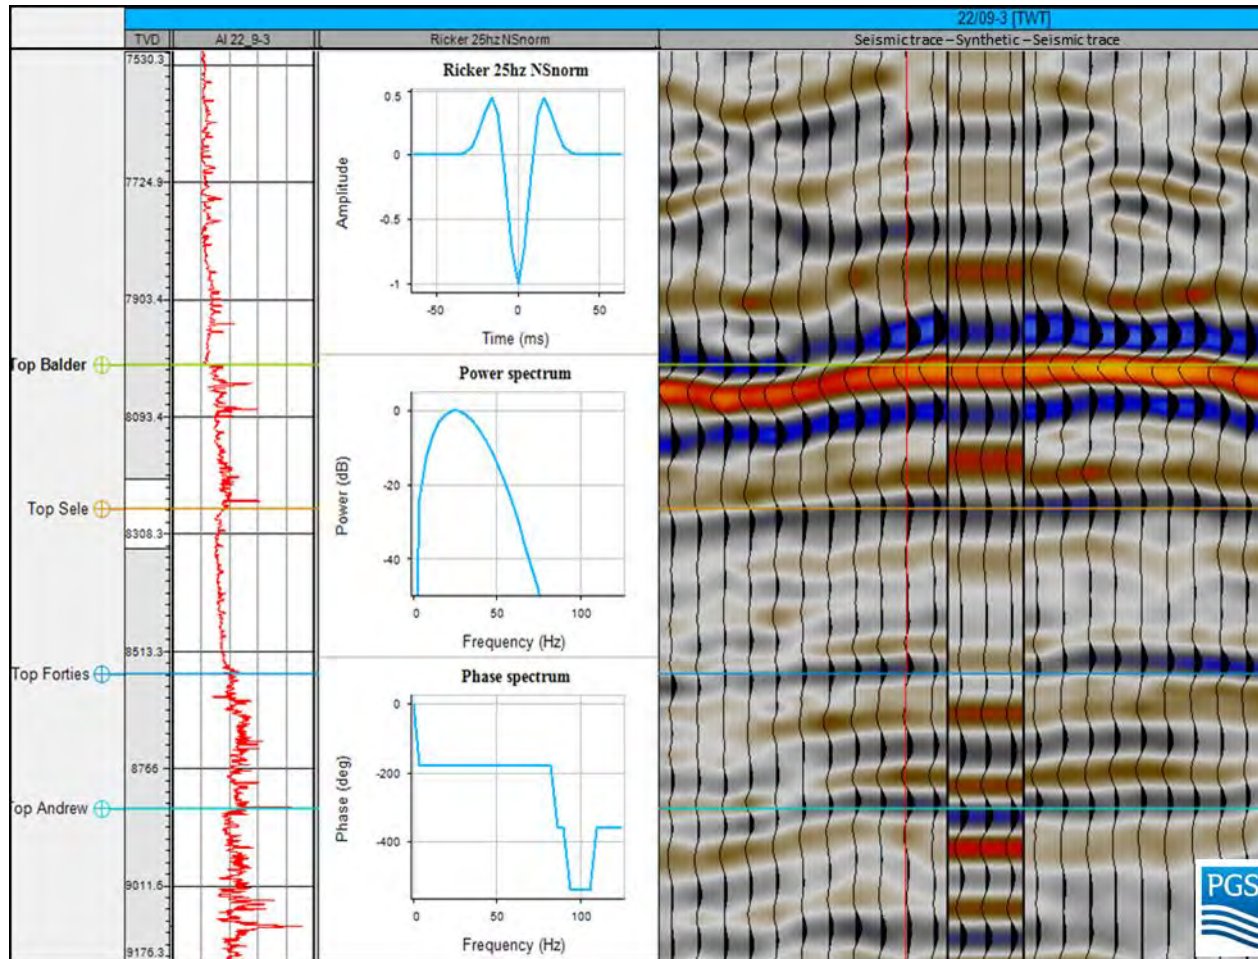 22/09-3 [TWT]
TVD
AI 22_9-3
Ricker 25hz NSnorm
Seismic trace – Synthetic – Seismic trace
7530.3
7724.9
7903.4
8093.4
8308.3
8513.3
8766
9011.6
9176.3
Top Balder
Top Sele
Top Forties
op Andrew
Ricker 25hz NSnorm
0.5
0
-0.5
-1
Amplitude
-50
0
50
Time (ms)
Power spectrum
0
-20
-40
Power (dB)
0
50
100
Frequency (Hz)
Phase spectrum
0
-200
-400
Phase (deg)
0
50
100
Frequency (Hz)
PGS